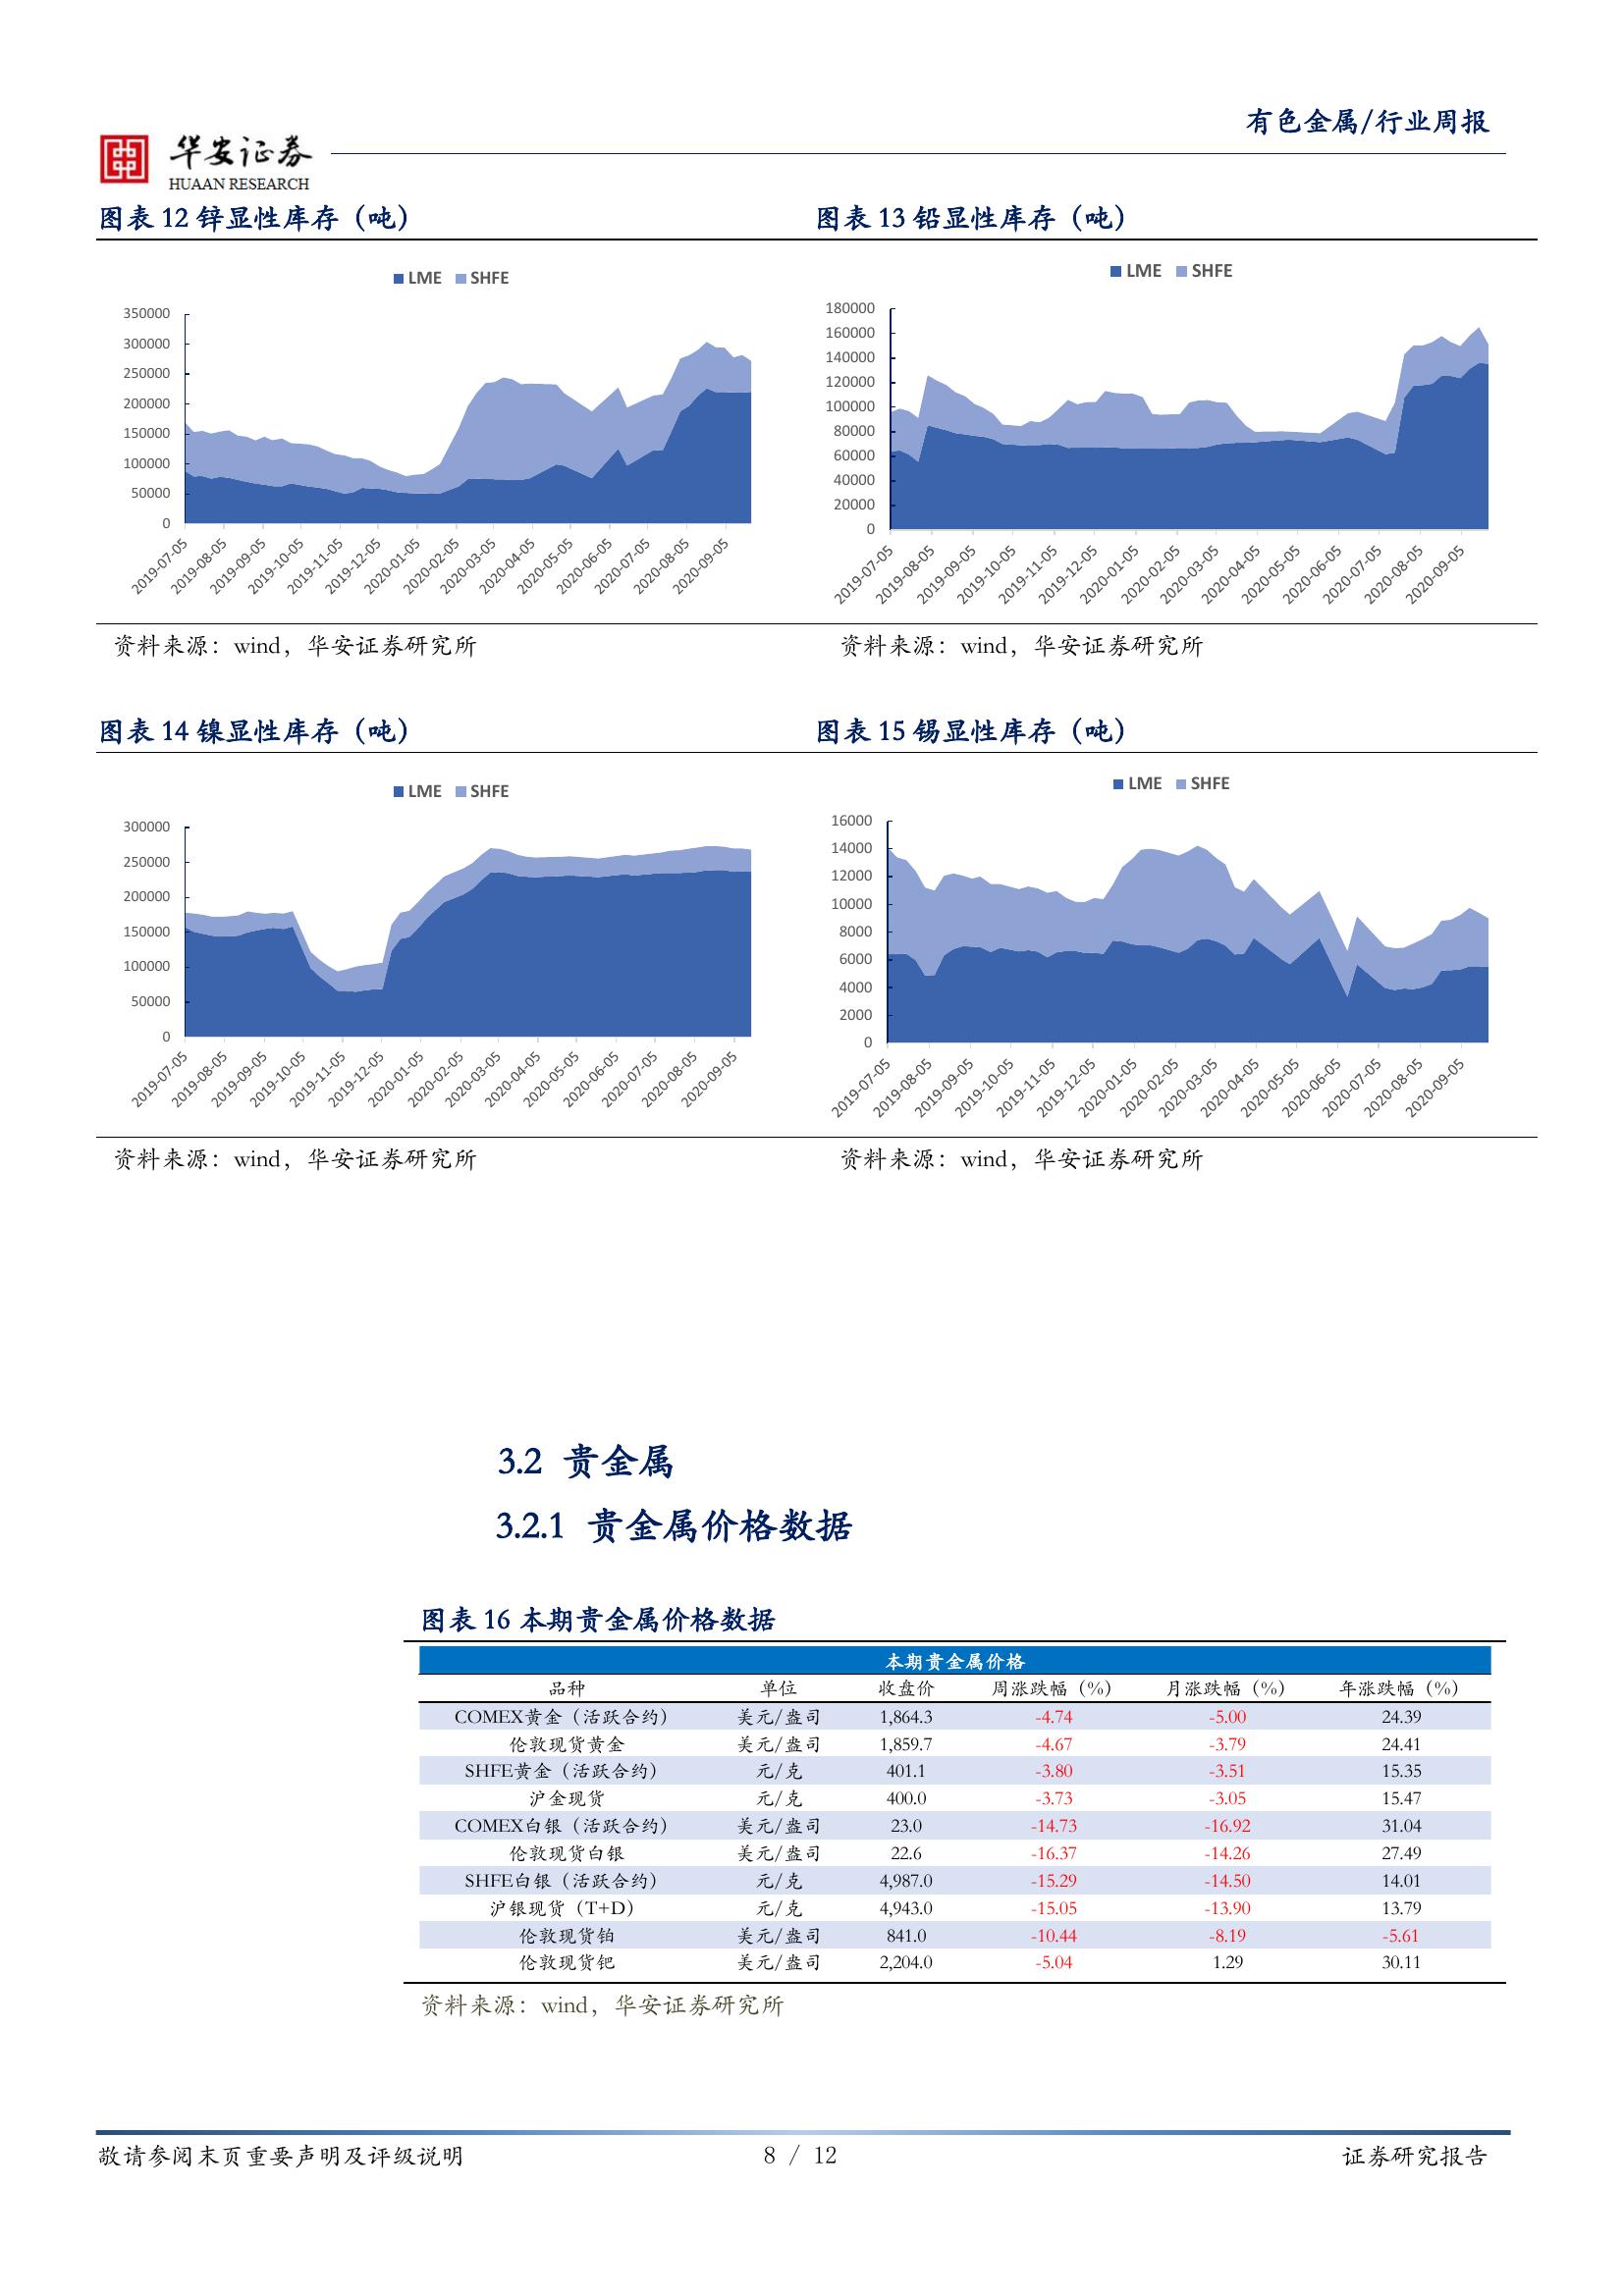 有色金属/行业周报
华安证券
HUAAN RESEARCH
图表 12 锌显性库存（吨）
LME SHFE
350000
300000
250000
200000
150000
100000
50000
0
2019-07-05 2019-08-05 2019-09-05 2019-10-05 2019-11-05 2019-12-05 2020-01-05 2020-02-05 2020-03-05 2020-04-05 2020-05-05 2020-06-05 2020-07-05 2020-08-05 2020-09-05
资料来源：wind，华安证券研究所
图表 13 铅显性库存（吨）
LME SHFE
180000
160000
140000
120000
100000
80000
60000
40000
20000
0
2019-07-05 2019-08-05 2019-09-05 2019-10-05 2019-11-05 2019-12-05 2020-01-05 2020-02-05 2020-03-05 2020-04-05 2020-05-05 2020-06-05 2020-07-05 2020-08-05 2020-09-05
资料来源：wind，华安证券研究所
图表 14 镍显性库存（吨）
LME SHFE
300000
250000
200000
150000
100000
50000
0
2019-07-05 2019-08-05 2019-09-05 2019-10-05 2019-11-05 2019-12-05 2020-01-05 2020-02-05 2020-03-05 2020-04-05 2020-05-05 2020-06-05 2020-07-05 2020-08-05 2020-09-05
资料来源：wind，华安证券研究所
图表 15 锡显性库存（吨）
LME SHFE
16000
14000
12000
10000
8000
6000
4000
2000
0
2019-07-05 2019-08-05 2019-09-05 2019-10-05 2019-11-05 2019-12-05 2020-01-05 2020-02-05 2020-03-05 2020-04-05 2020-05-05 2020-06-05 2020-07-05 2020-08-05 2020-09-05
资料来源：wind，华安证券研究所
3.2 贵金属
3.2.1 贵金属价格数据
图表 16 本期贵金属价格数据
本期贵金属价格
品种 单位 收盘价 周涨跌幅（%） 月涨跌幅（%） 年涨跌幅（%）
COMEX黄金（活跃合约） 美元/盎司 1,864.3 -4.74 -5.00 24.39
伦敦现货黄金 美元/盎司 1,859.7 -4.67 -3.79 24.41
SHFE黄金（活跃合约） 元/克 401.1 -3.80 -3.51 15.35
沪金现货 元/克 400.0 -3.73 -3.05 15.47
COMEX白银（活跃合约） 美元/盎司 23.0 -14.73 -16.92 31.04
伦敦现货白银 美元/盎司 22.6 -16.37 -14.26 27.49
SHFE白银（活跃合约） 元/克 4,987.0 -15.29 -14.50 14.01
沪银现货（T+D） 元/克 4,943.0 -15.05 -13.90 13.79
伦敦现货铂 美元/盎司 841.0 -10.44 -8.19 -5.61
伦敦现货钯 美元/盎司 2,204.0 -5.04 1.29 30.11
资料来源：wind，华安证券研究所
敬请参阅末页重要声明及评级说明 8 / 12 证券研究报告